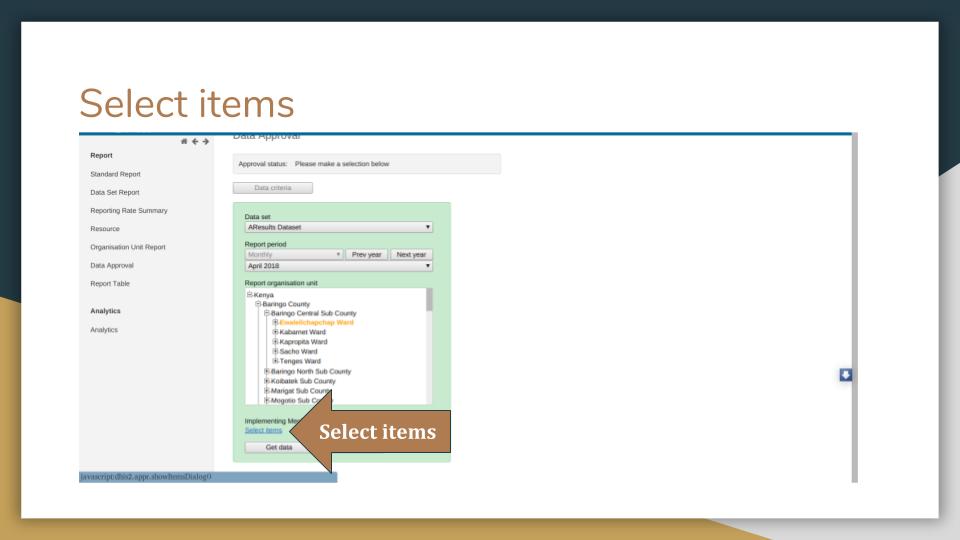 Select items
Data Approval
Report
Standard Report
Data Set Report
Reporting Rate Summary
Resource
Organisation Unit Report
Data Approval
Report Table
Analytics
Analytics
Approval status: Please make a selection below
Data criteria
Data set
AResults Dataset
Report period
Monthly Prev year Next year
April 2018
Report organisation unit
Kenya
Baringo County
Baringo Central Sub County
Ewalel/chapchap Ward
Kabarnet Ward
Kapropita Ward
Sacho Ward
Tenges Ward
Baringo North Sub County
Koibatek Sub County
Marigat Sub County
Mogotio Sub
Implementing
Select items
Select items
Get data
javascript:dhis2.appr.showItemsDialog()